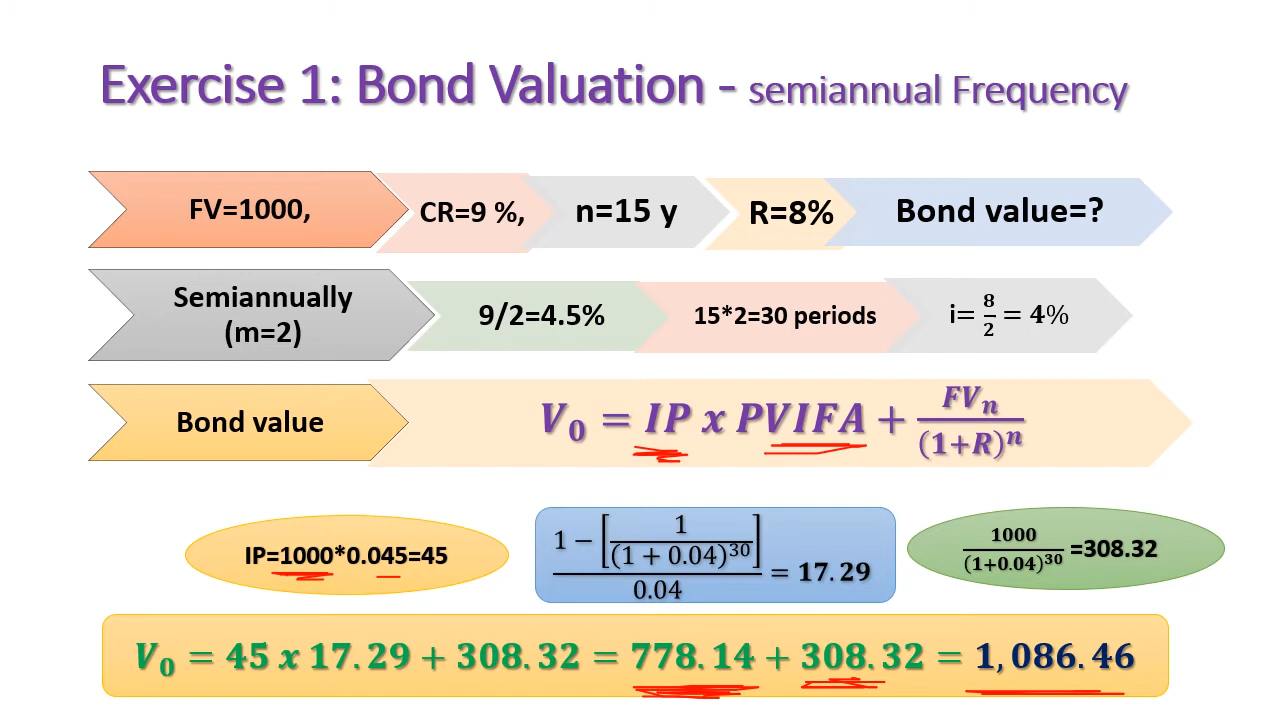 Exercise 1: Bond Valuation - semiannual Frequency
FV=1000, CR=9 %, n=15 y R=8% Bond value=?
Semiannually
(m=2)
9/2=4.5% 15*2=30 periods i= 8/2 = 4%
Bond value
V₀ = IP x PVIFA + FVₙ/(1+R)ⁿ
IP=1000*0.045=45
1 − [1/(1 + 0.04)³⁰]/0.04 = 17.29
1000/(1+0.04)³⁰ =308.32
V₀ = 45 x 17.29 + 308.32 = 778.14 + 308.32 = 1,086.46